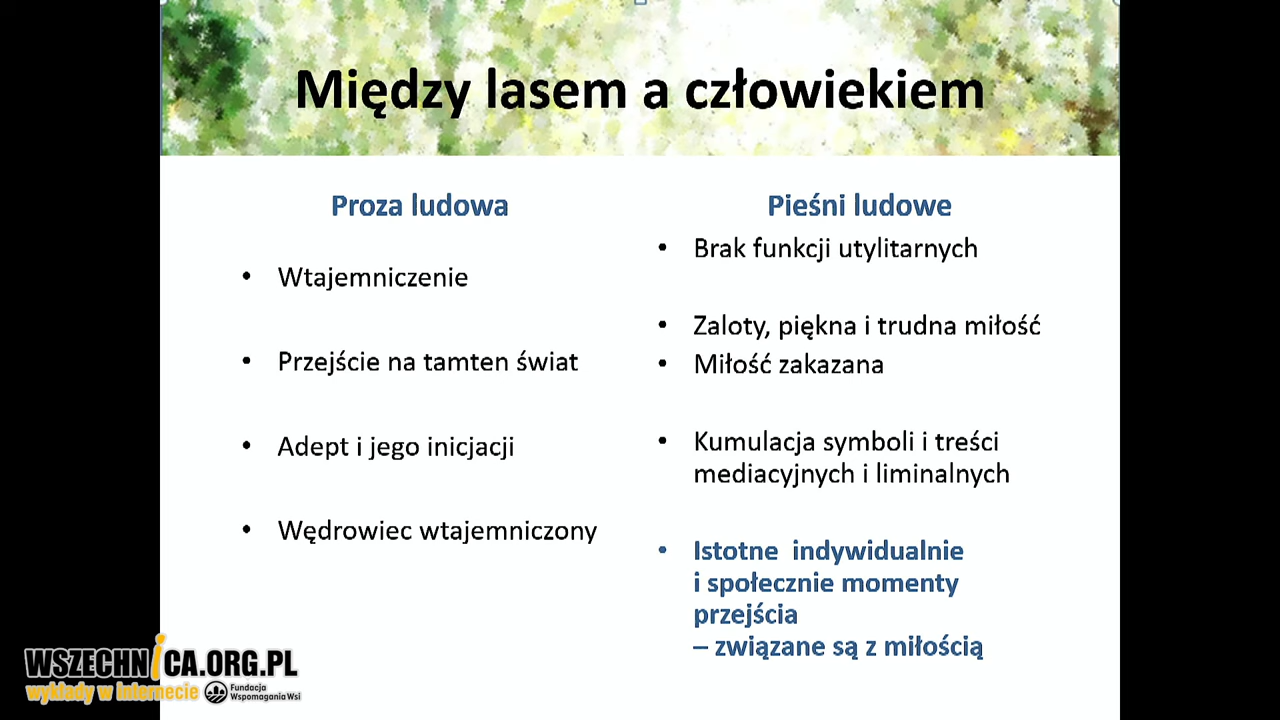 Między lasem a człowiekiem
Proza ludowa
• Wtajemniczenie
• Przejście na tamten świat
• Adept i jego inicjacji
• Wędrowiec wtajemniczony
Pieśni ludowe
• Brak funkcji utylitarnych
• Zaloty, piękna i trudna miłość
• Miłość zakazana
• Kumulacja symboli i treści
mediacyjnych i liminalnych
• Istotne indywidualnie
i społecznie momenty
przejścia
– związane są z miłością
WSZECHNiCA.ORG.PL
wykłady w Internecie
Fundacja
Wspomagania Wsi